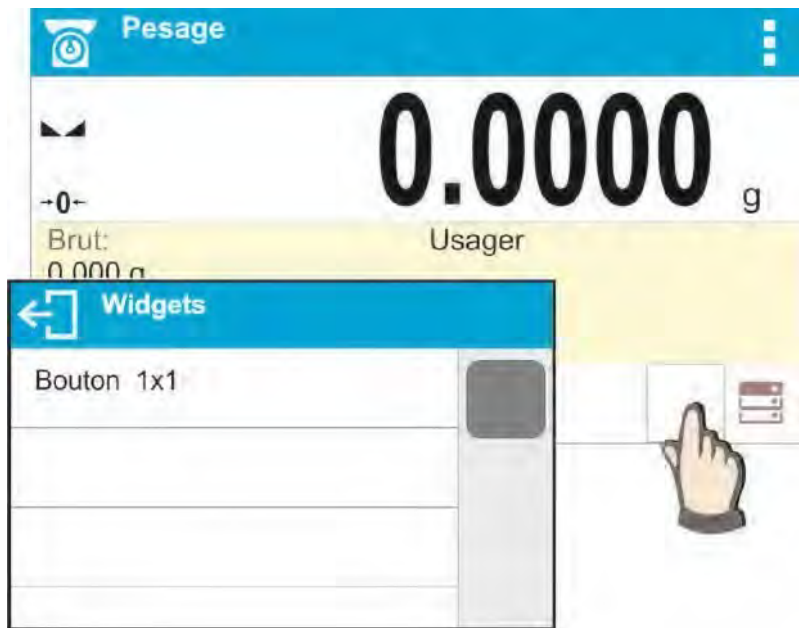 Pesage
0.0000 g
→0←
Brut: Usager
0.000 g
Widgets
Bouton 1x1